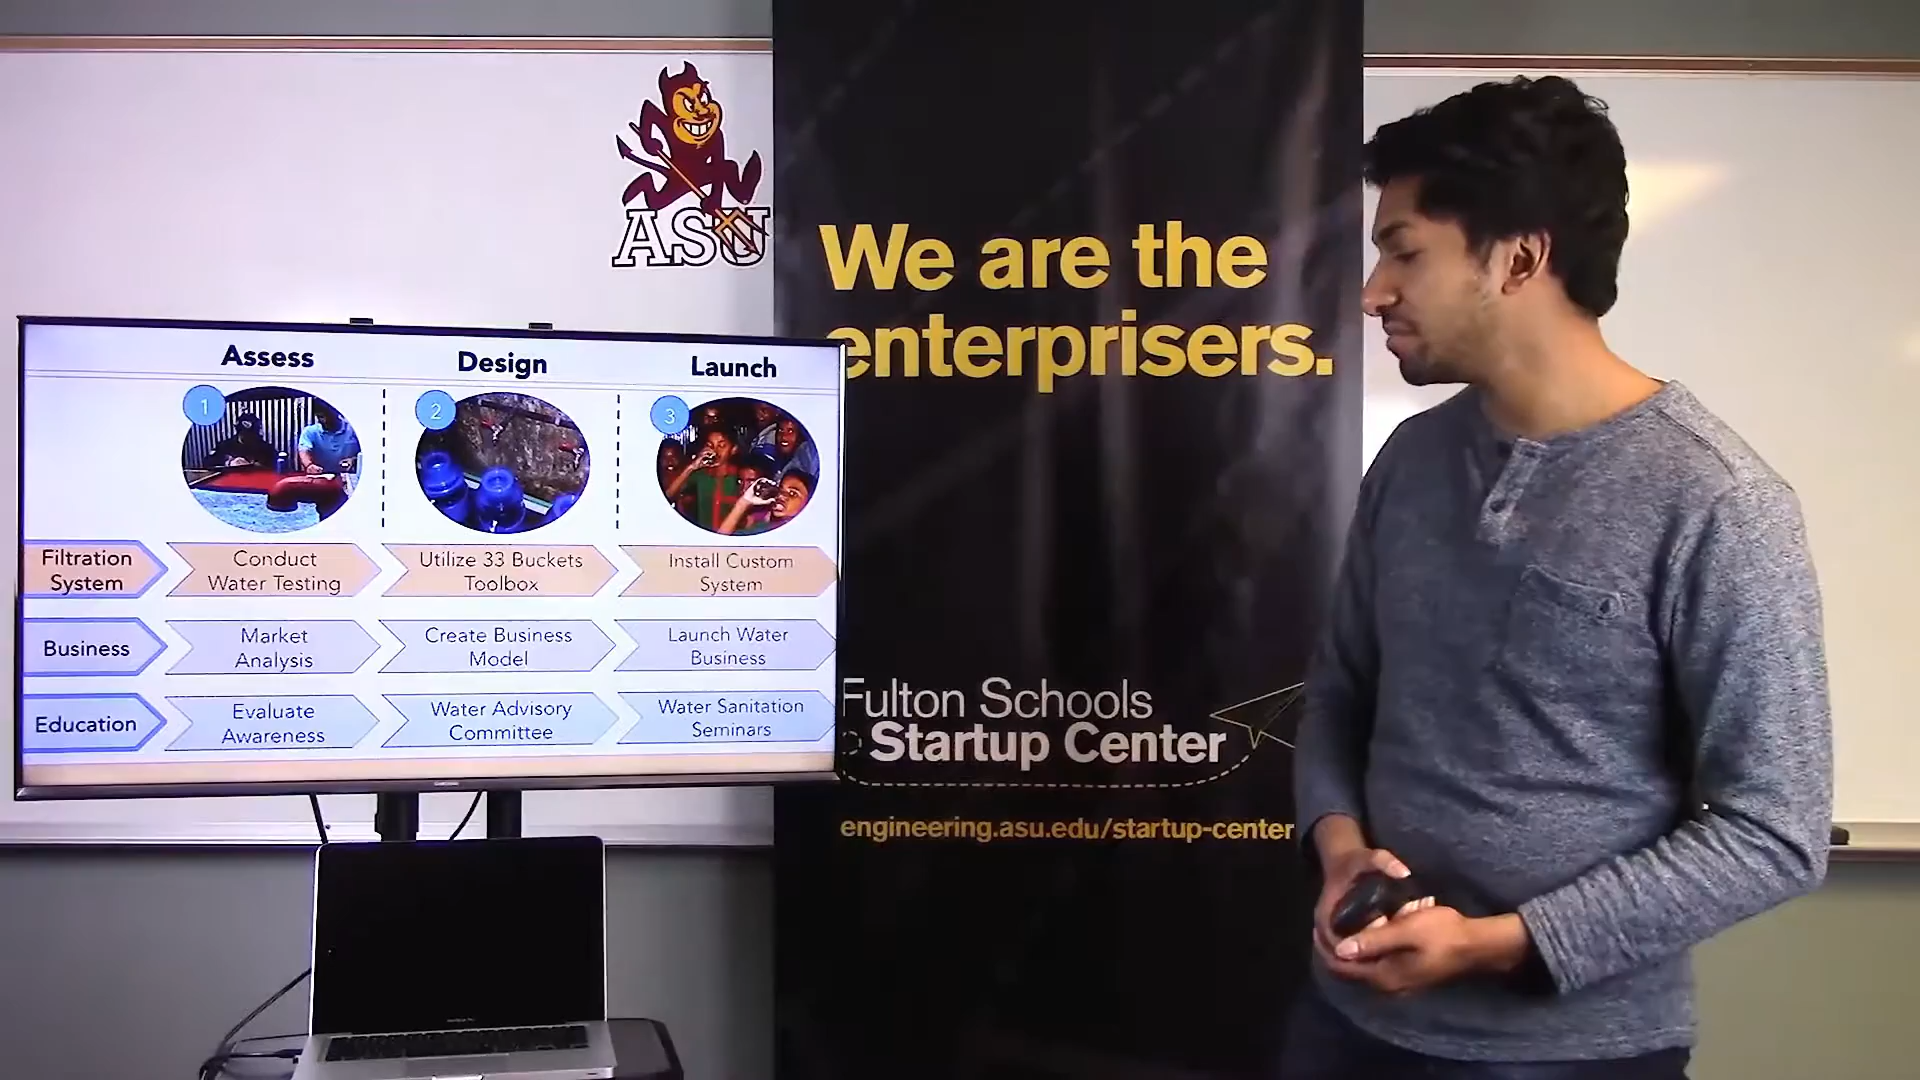 ASU
We are the
enterprisers.
Assess
Design
Launch
1
2
3
Filtration
System
Conduct
Water Testing
Utilize 33 Buckets
Toolbox
Install Custom
System
Business
Market
Analysis
Create Business
Model
Launch Water
Business
Education
Evaluate
Awareness
Water Advisory
Committee
Water Sanitation
Seminars
Fulton Schools
Startup Center
engineering.asu.edu/startup-center